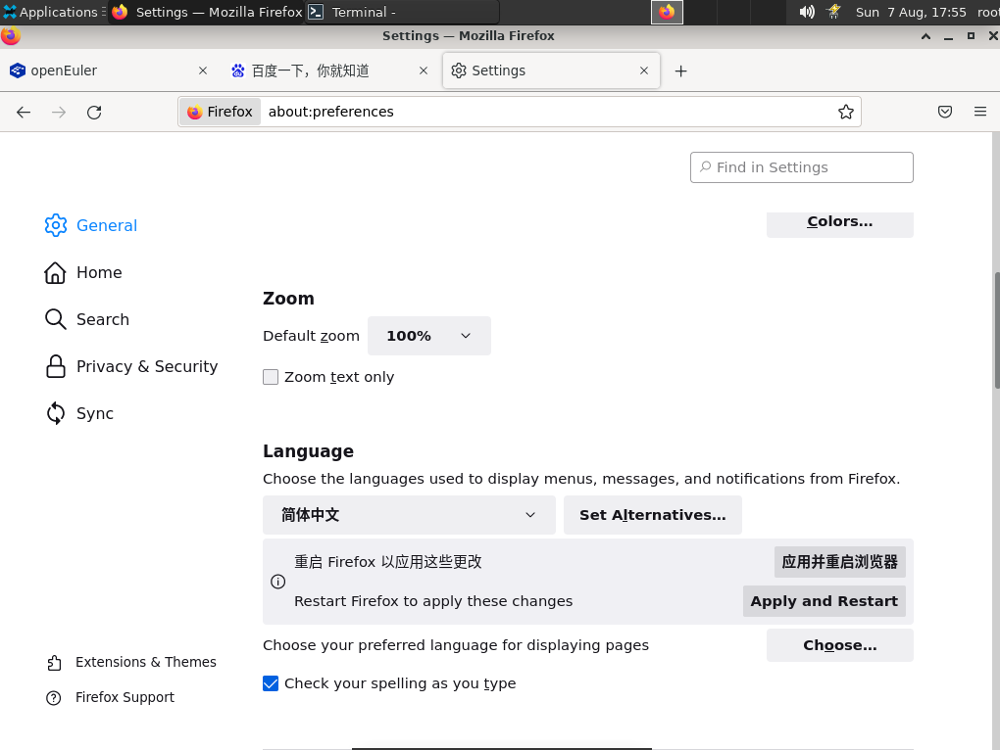 Applications
Settings — Mozilla Firefox
Terminal -
Sun 7 Aug, 17:55
root
Settings — Mozilla Firefox
openEuler
百度一下，你就知道
Settings
Firefox
about:preferences
Find in Settings
General
Home
Search
Privacy & Security
Sync
Extensions & Themes
Firefox Support
Colors…
Zoom
Default zoom
100%
Zoom text only
Language
Choose the languages used to display menus, messages, and notifications from Firefox.
简体中文
Set Alternatives…
重启 Firefox 以应用这些更改
应用并重启浏览器
Restart Firefox to apply these changes
Apply and Restart
Choose your preferred language for displaying pages
Choose…
Check your spelling as you type